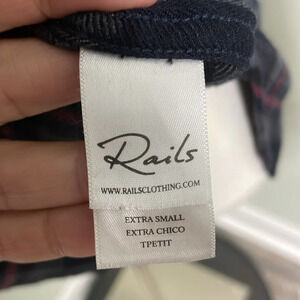 Rails
WWW.RAILSCLOTHING.COM
EXTRA SMALL
EXTRA CHICO
TPETIT